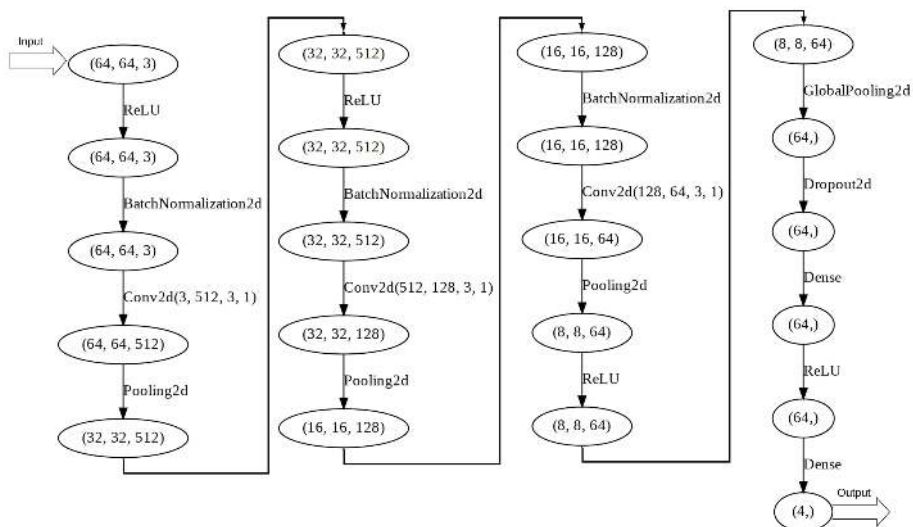 Input
(64, 64, 3)
ReLU
(64, 64, 3)
BatchNormalization2d
(64, 64, 3)
Conv2d(3, 512, 3, 1)
(64, 64, 512)
Pooling2d
(32, 32, 512)
(32, 32, 512)
ReLU
(32, 32, 512)
BatchNormalization2d
(32, 32, 512)
Conv2d(512, 128, 3, 1)
(32, 32, 128)
Pooling2d
(16, 16, 128)
(16, 16, 128)
BatchNormalization2d
(16, 16, 128)
Conv2d(128, 64, 3, 1)
(16, 16, 64)
Pooling2d
(8, 8, 64)
ReLU
(8, 8, 64)
(8, 8, 64)
GlobalPooling2d
(64,)
Dropout2d
(64,)
Dense
(64,)
ReLU
(64,)
Dense
(4,)
Output